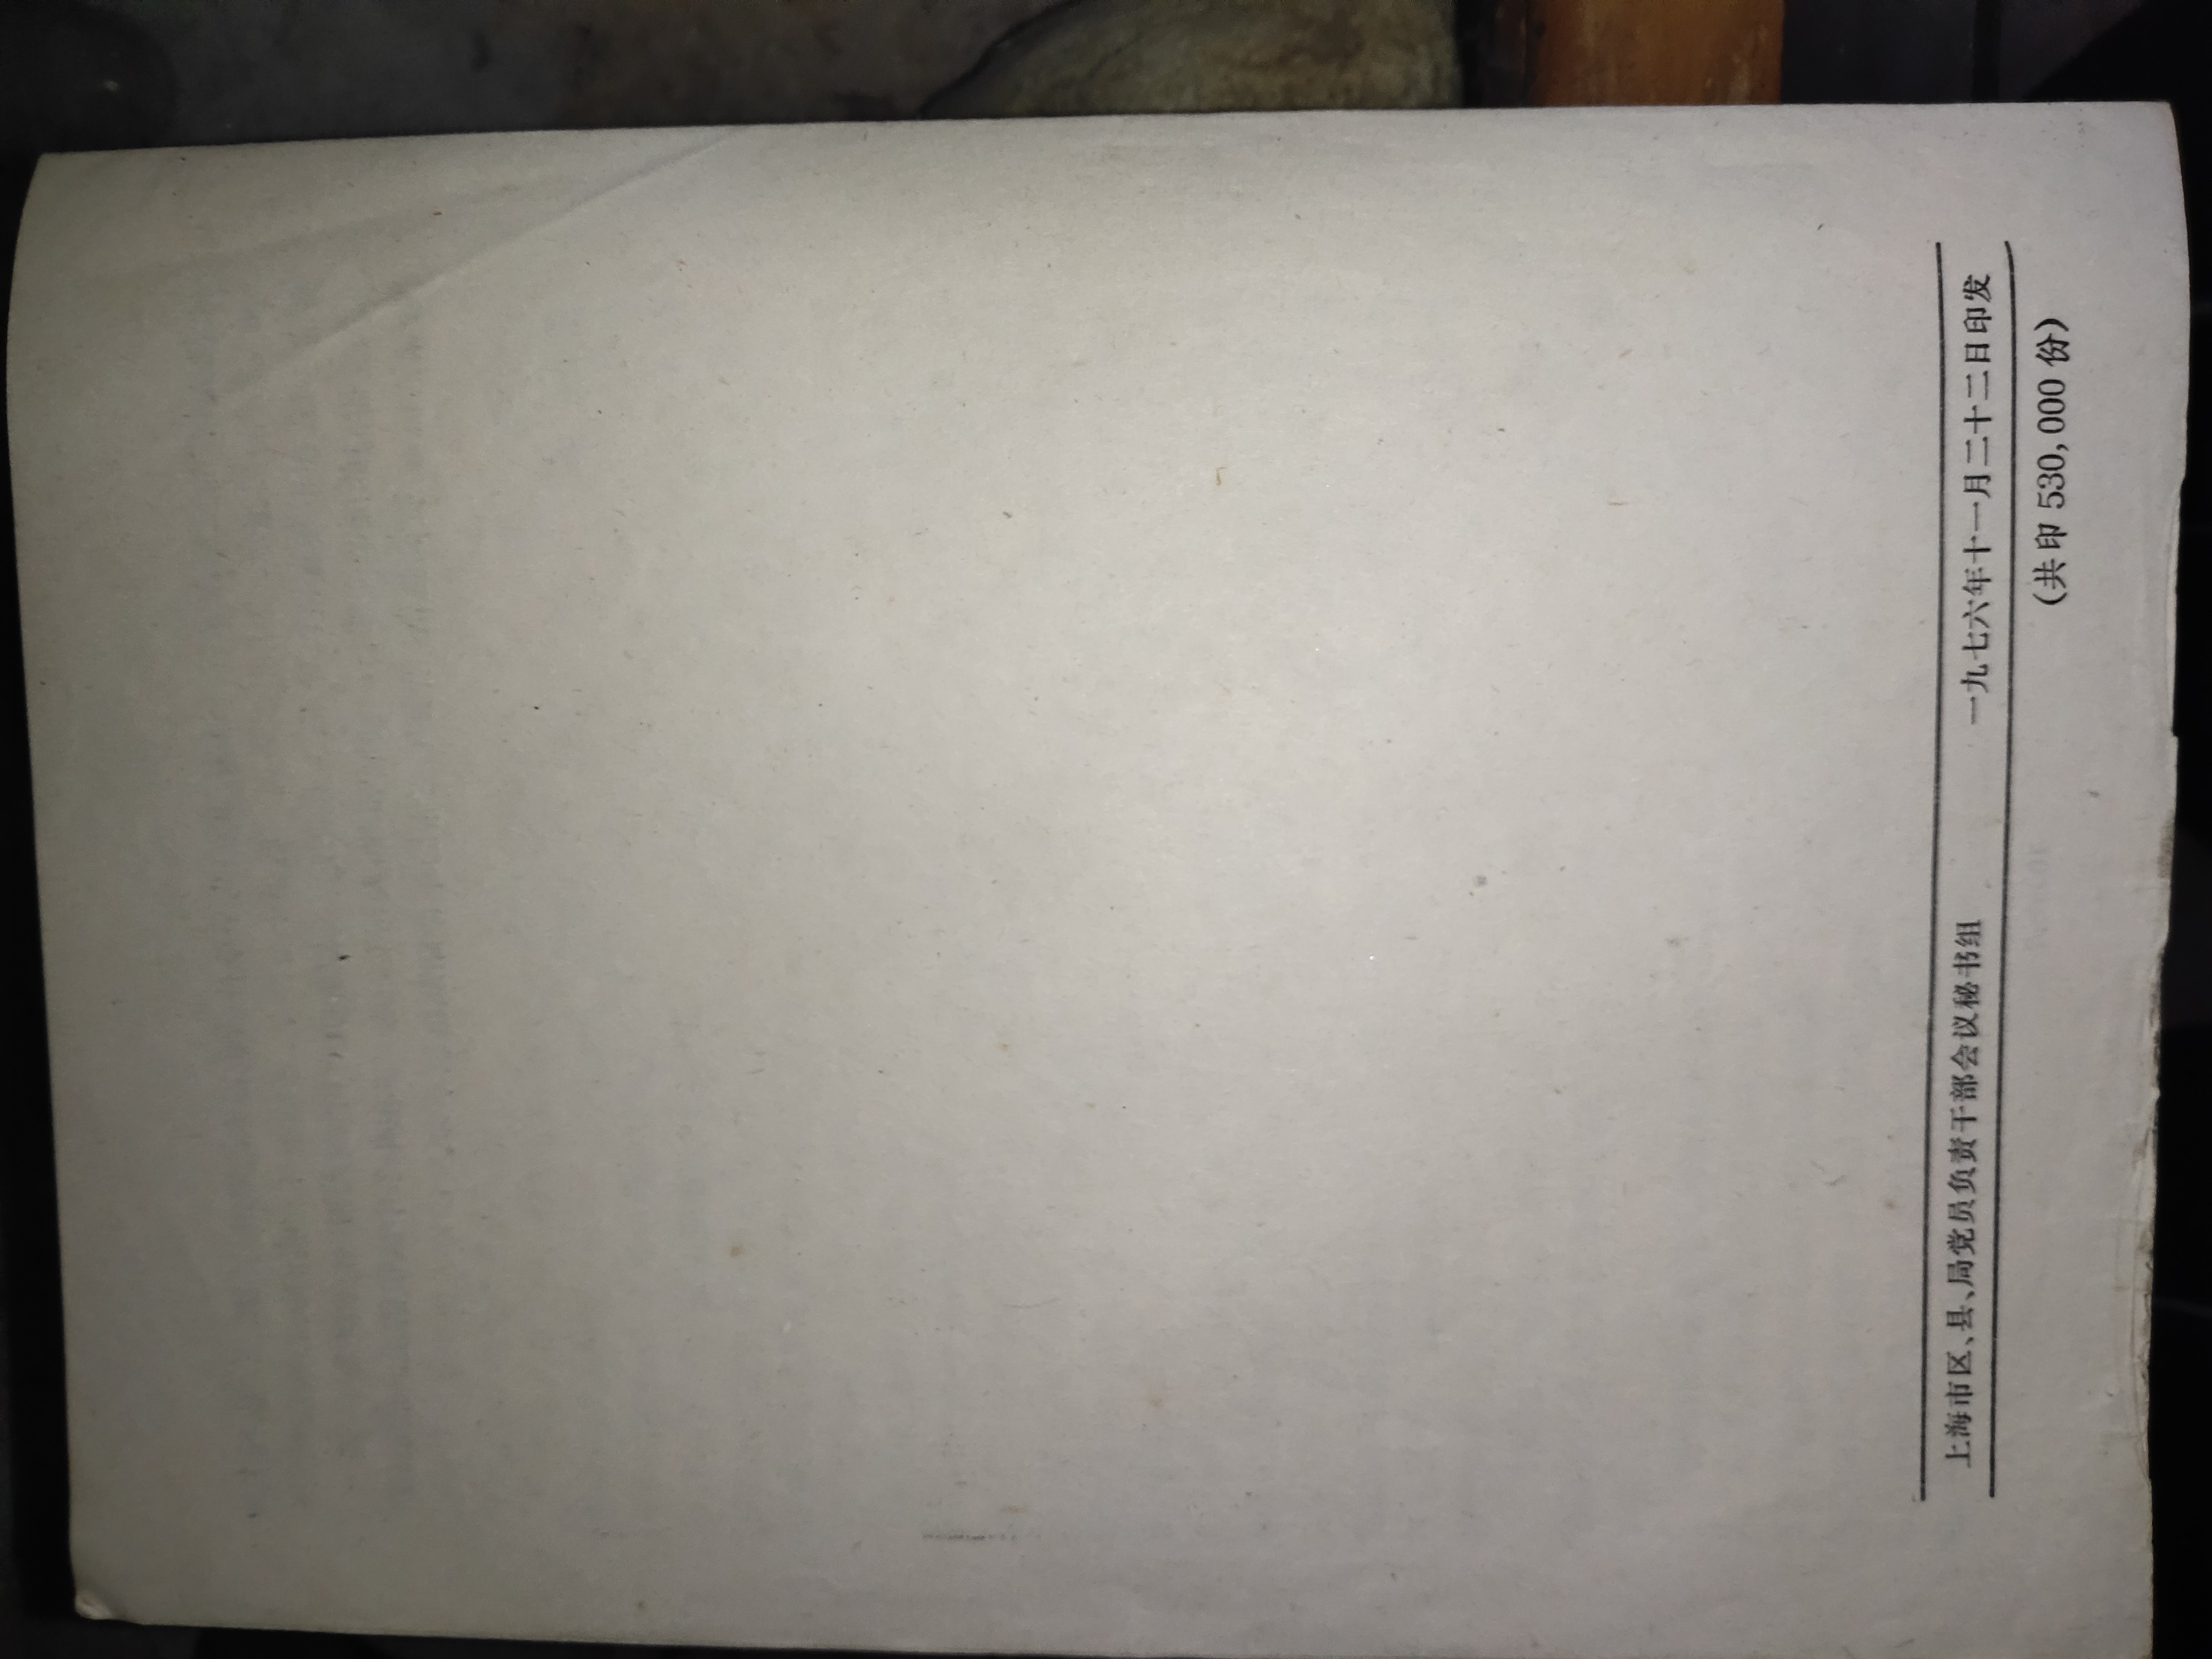 上海市区、县、局党员负责干部会议秘书组 一九七六年十一月二十二日印发
（共印 530,000 份）